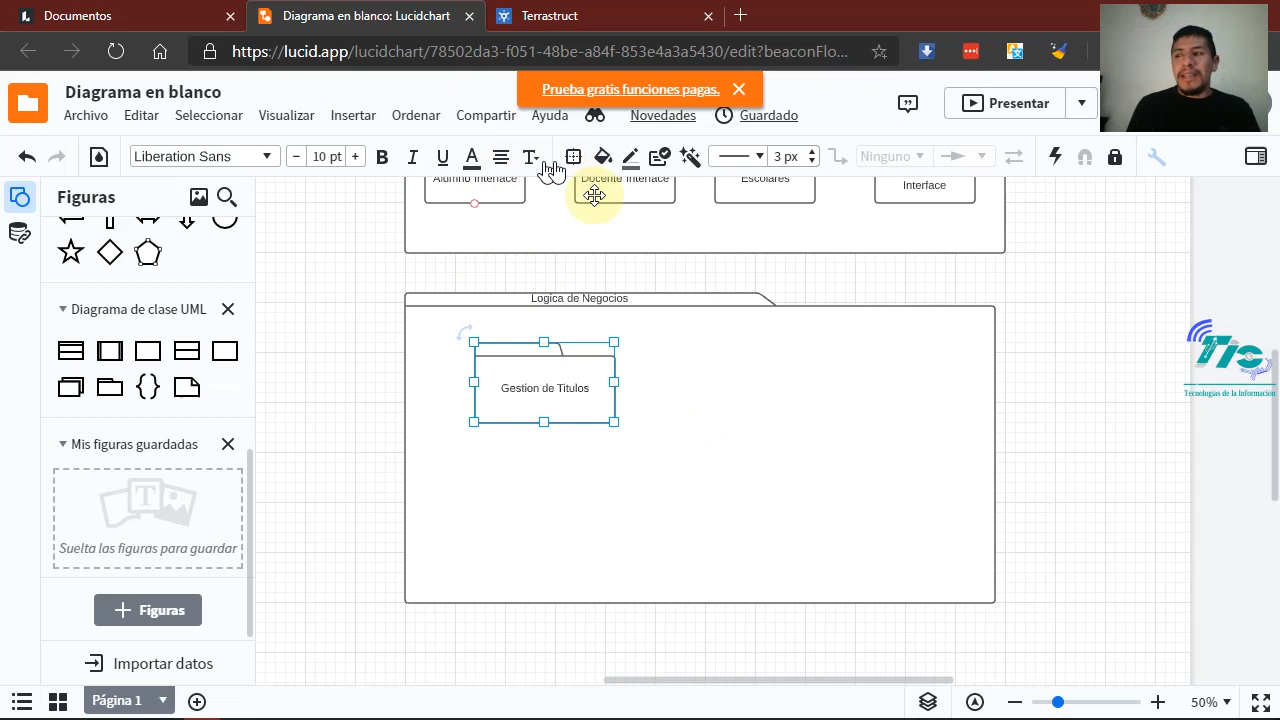 Documentos
Diagrama en blanco: Lucidchart
Terrastruct
https://lucid.app/lucidchart/78502da3-f051-48be-a84f-853e4a3a5430/edit?beaconFlo...
Prueba gratis funciones pagas.
Diagrama en blanco
Presentar
Archivo Editar Seleccionar Visualizar Insertar Ordenar Compartir Ayuda Novedades Guardado
Liberation Sans
10 pt
3 px
Ninguno
Figuras
Alumno Interface
Docente Interface
Escolares
Interface
Diagrama de clase UML
Mis figuras guardadas
Suelta las figuras para guardar
Figuras
Importar datos
Logica de Negocios
Gestion de Titulos
Tecnologías de la Información
Página 1
50%